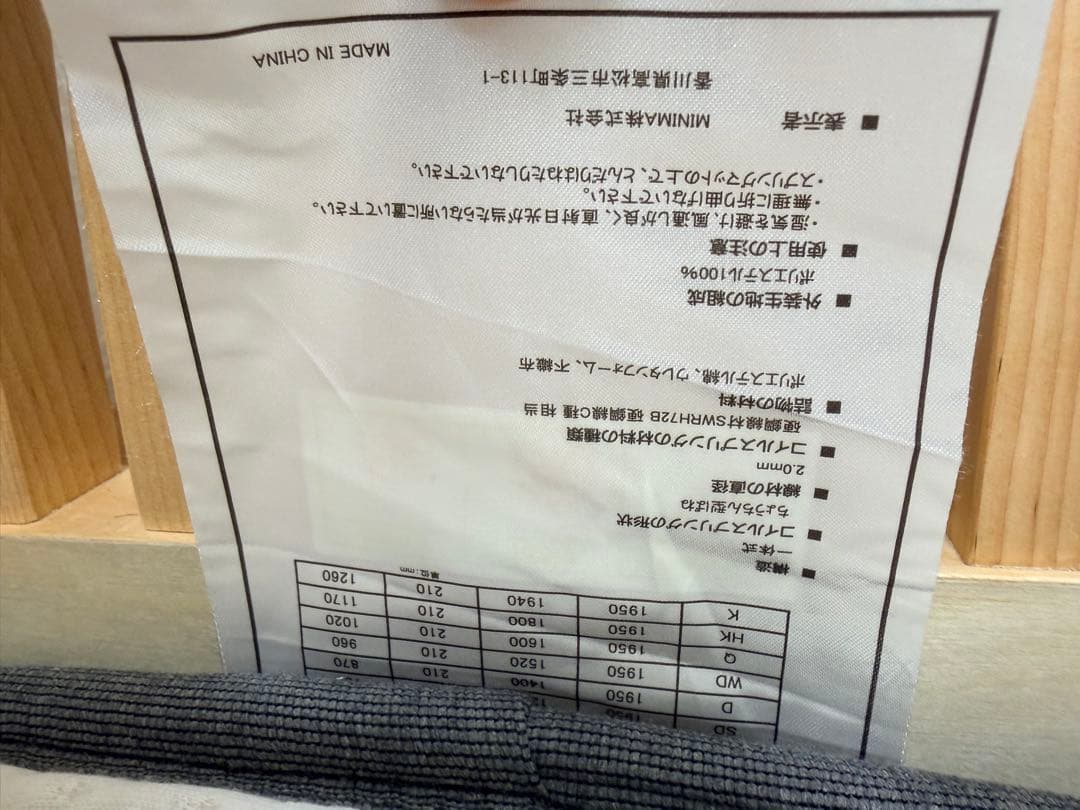 SD
D 1950 1400 210 870
WD 1950 1520 210 960
Q 1950 1600 210 1020
HK 1950 1800 210 1170
K 1950 1940 210 1260
単位:mm
■ 構造
一体式
■ コイルスプリングの形状
ちょうちん型ばね
■ 線材の直径
2.0mm
■ コイルスプリングの材料の種類
硬鋼線材SWRH72B 硬鋼線C種 相当
■ 詰物の材料
ポリエステル綿、ウレタンフォーム、不織布
■ 外装生地の組成
ポリエステル100%
■ 使用上の注意
・湿気を避け、風通しが良く、直射日光が当たらない所に置いて下さい。
・無理に折り曲げないで下さい。
・スプリングマットの上で、とんだりはねたりしないで下さい。
■ 表示者 MINIMA株式会社
香川県高松市三条町113-1
MADE IN CHINA